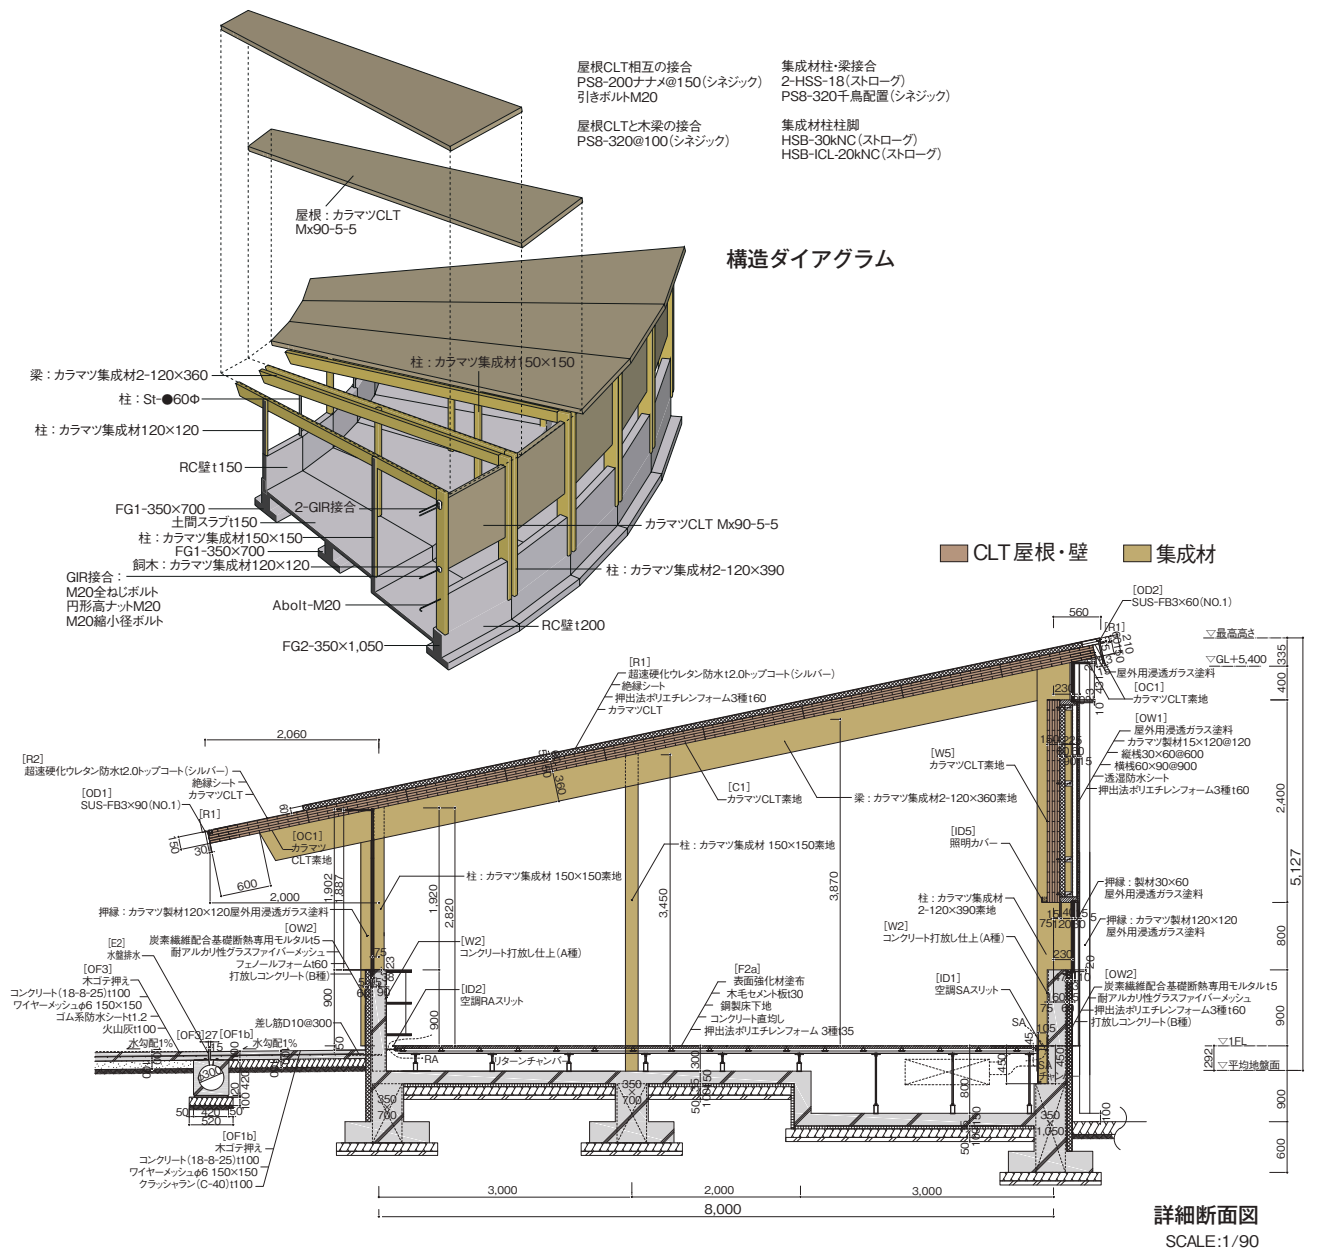 屋根CLT相互の接合
PS8-200ナナメ@150(シネジック)
引きボルトM20
屋根CLTと木梁の接合
PS8-320@100(シネジック)
集成材柱・梁接合
2-HSS-18(ストローグ)
PS8-320千鳥配置(シネジック)
集成材柱柱脚
HSB-30kNC(ストローグ)
HSB-ICL-20kNC(ストローグ)
屋根：カラマツCLT
Mx90-5-5
構造ダイアグラム
柱：カラマツ集成材150×150
梁：カラマツ集成材2-120×360
柱：St-●60Φ
柱：カラマツ集成材120×120
RC壁t150
FG1-350×700
土間スラブt150
柱：カラマツ集成材150×150
FG1-350×700
飼木：カラマツ集成材120×120
GIR接合：
M20全ねじボルト
円形高ナットM20
M20縮小径ボルト
2-GIR接合
Abolt-M20
FG2-350×1,050
カラマツCLT Mx90-5-5
柱：カラマツ集成材2-120×390
RC壁t200
CLT屋根・壁
集成材
[OD2]
SUS-FB3×60(NO.1)
560
[R1]
▽最高高さ
▽GL+5,400
335
400
屋外用浸透ガラス塗料
[OC1]
カラマツCLT素地
[R1]
超速硬化ウレタン防水t2.0トップコート(シルバー)
絶縁シート
押出法ポリエチレンフォーム3種t60
カラマツCLT
[OW1]
屋外用浸透ガラス塗料
カラマツ製材15×120@120
縦桟30×60@600
横桟60×90@900
透湿防水シート
押出法ポリエチレンフォーム3種t60
2,060
[R2]
超速硬化ウレタン防水t2.0トップコート(シルバー)
絶縁シート
カラマツCLT
[OD1]
SUS-FB3×90(NO.1)
[R1]
[OC1]
カラマツ
CLT素地
150
30
600
2,000
360
[C1]
カラマツCLT素地
[W5]
カラマツCLT素地
梁：カラマツ集成材2-120×360素地
2,400
5,127
[ID5]
照明カバー
柱：カラマツ集成材 150×150素地
柱：カラマツ集成材 150×150素地
1,902
1,887
1,920
2,820
3,450
3,870
柱：カラマツ集成材
2-120×390素地
押縁：製材30×60
屋外用浸透ガラス塗料
押縁：カラマツ製材120×120
屋外用浸透ガラス塗料
800
押縁：カラマツ製材120×120屋外用浸透ガラス塗料
[OW2]
炭素繊維配合基礎断熱専用モルタルt5
耐アルカリ性グラスファイバーメッシュ
フェノールフォームt60
打放しコンクリート(B種)
[W2]
コンクリート打放し仕上(A種)
[W2]
コンクリート打放し仕上(A種)
[E2]
水盤排水
[OF3]
木ゴテ押え
コンクリート(18-8-25)t100
ワイヤーメッシュφ6 150×150
ゴム系防水シートt1.2
火山灰t100
水勾配1%
[OF3]
27
[OF1b]
水勾配1%
差し筋D10@300
900
[ID2]
空調RAスリット
900
RA
リターンチャンバー
[F2a]
表面強化材塗布
木毛セメント板t30
鋼製床下地
コンクリート直均し
押出法ポリエチレンフォーム 3種t35
[ID1]
空調SAスリット
SA
105
[OW2]
炭素繊維配合基礎断熱専用モルタルt5
耐アルカリ性グラスファイバーメッシュ
押出法ポリエチレンフォーム3種t60
打放しコンクリート(B種)
900
▽1FL
292
▽平均地盤面
900
600
φ300
50 420 50
520
350
×
700
350
×
700
350
×
1,050
300
450
800
450
100
[OF1b]
木ゴテ押え
コンクリート(18-8-25)t100
ワイヤーメッシュφ6 150×150
クラッシャラン(C-40)t100
3,000
2,000
3,000
8,000
詳細断面図
SCALE:1/90